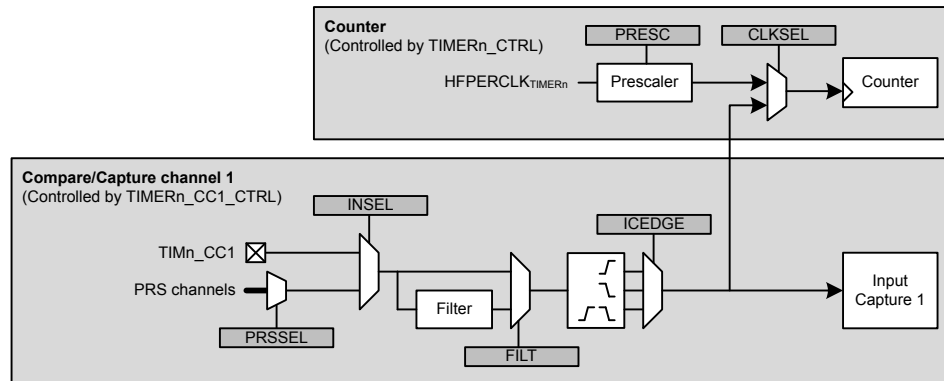 Counter
(Controlled by TIMERn_CTRL)
PRESC
CLKSEL
HFPERCLKTIMERn
Prescaler
Counter
Compare/Capture channel 1
(Controlled by TIMERn_CC1_CTRL)
INSEL
ICEDGE
TIMn_CC1
PRS channels
Filter
Input
Capture 1
PRSSEL
FILT